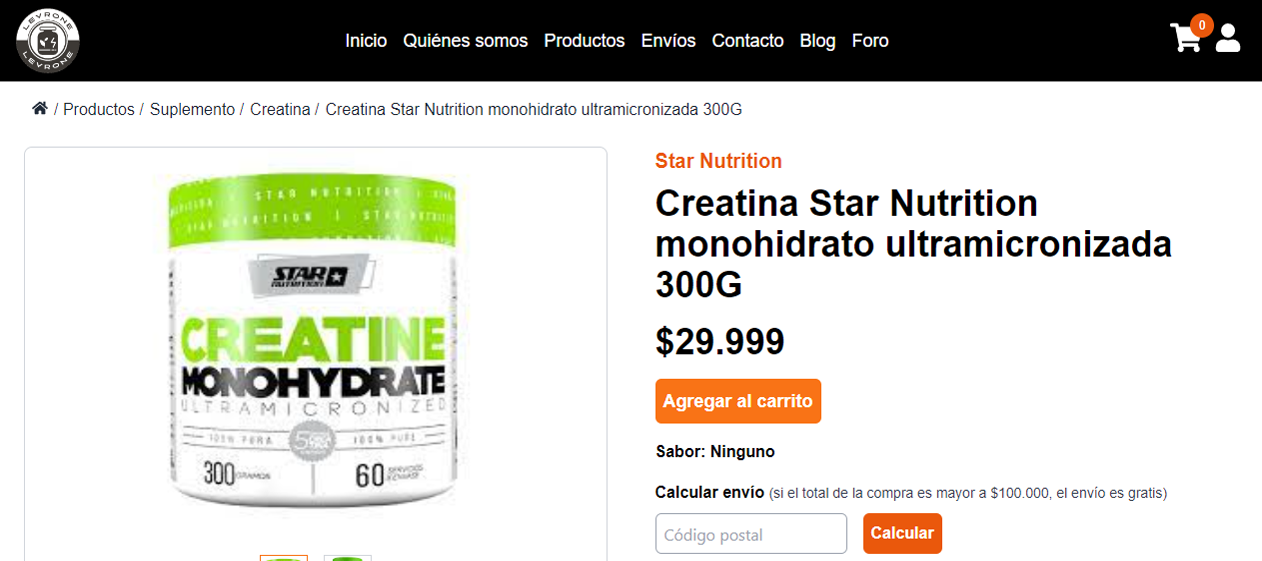 LEVRONE
LEVRONE
Inicio Quiénes somos Productos Envíos Contacto Blog Foro
0
/ Productos / Suplemento / Creatina / Creatina Star Nutrition monohidrato ultramicronizada 300G
STAR NUTRITION |
STAR NUTRITION | STAR NUTRITION
STAR
NUTRITION
CREATINE
MONOHYDRATE
ULTRAMICRONIZED
100% PURA 100% PURE
300 GRAMOS
60
Star Nutrition
Creatina Star Nutrition
monohidrato ultramicronizada
300G
$29.999
Agregar al carrito
Sabor: Ninguno
Calcular envío (si el total de la compra es mayor a $100.000, el envío es gratis)
Código postal
Calcular